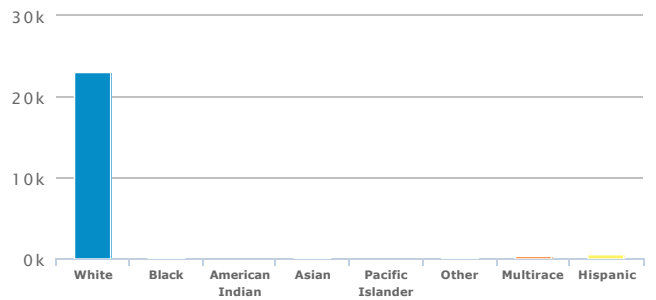 30k
20k
10k
0k
White Black American Indian Asian Pacific Islander Other Multirace Hispanic